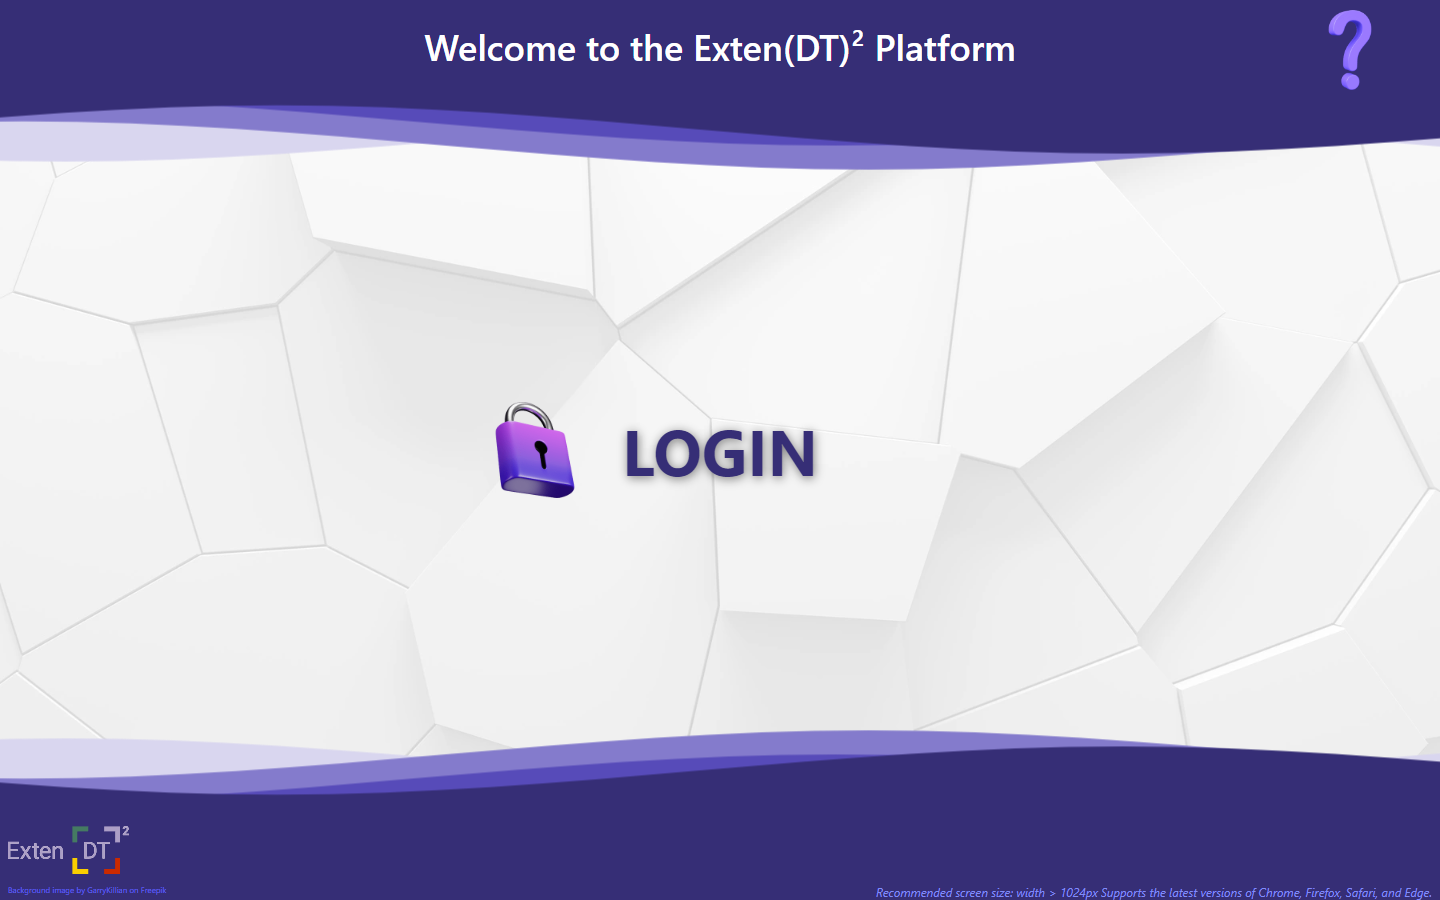 Welcome to the Exten(DT)² Platform
LOGIN
Exten DT ²
Background image by GarryKillian on Freepik
Recommended screen size: width > 1024px Supports the latest versions of Chrome, Firefox, Safari, and Edge.